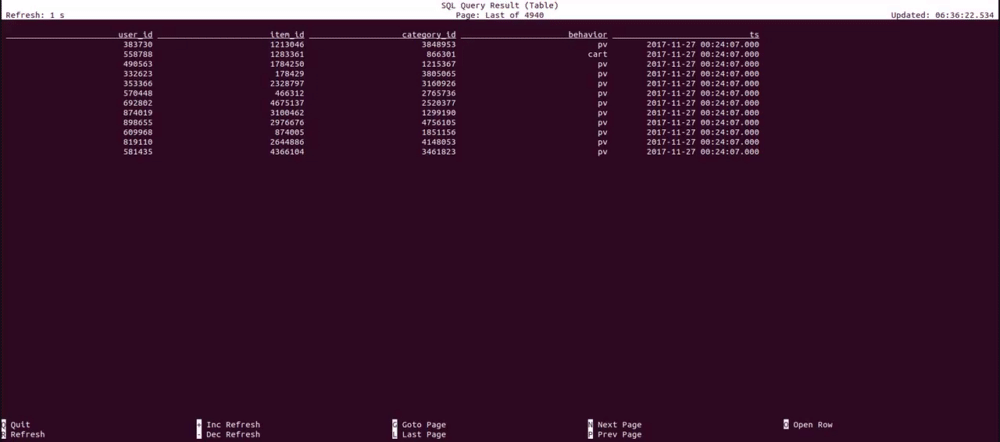 SQL Query Result (Table)
Refresh: 1 s Page: Last of 4940 Updated: 06:36:22.534
user_id item_id category_id behavior ts
383730 1213046 3848953 pv 2017-11-27 00:24:07.000
558788 1283361 866301 cart 2017-11-27 00:24:07.000
490563 1784250 1215367 pv 2017-11-27 00:24:07.000
332623 178429 3805065 pv 2017-11-27 00:24:07.000
353366 2328797 3160926 pv 2017-11-27 00:24:07.000
570448 466312 2765736 pv 2017-11-27 00:24:07.000
692802 4675137 2520377 pv 2017-11-27 00:24:07.000
874019 3100462 1299190 pv 2017-11-27 00:24:07.000
898655 2976676 4756105 pv 2017-11-27 00:24:07.000
609968 874005 1851156 pv 2017-11-27 00:24:07.000
819110 2644886 4148053 pv 2017-11-27 00:24:07.000
581435 4366104 3461823 pv 2017-11-27 00:24:07.000
Q Quit + Inc Refresh G Goto Page N Next Page O Open Row
R Refresh - Dec Refresh L Last Page P Prev Page